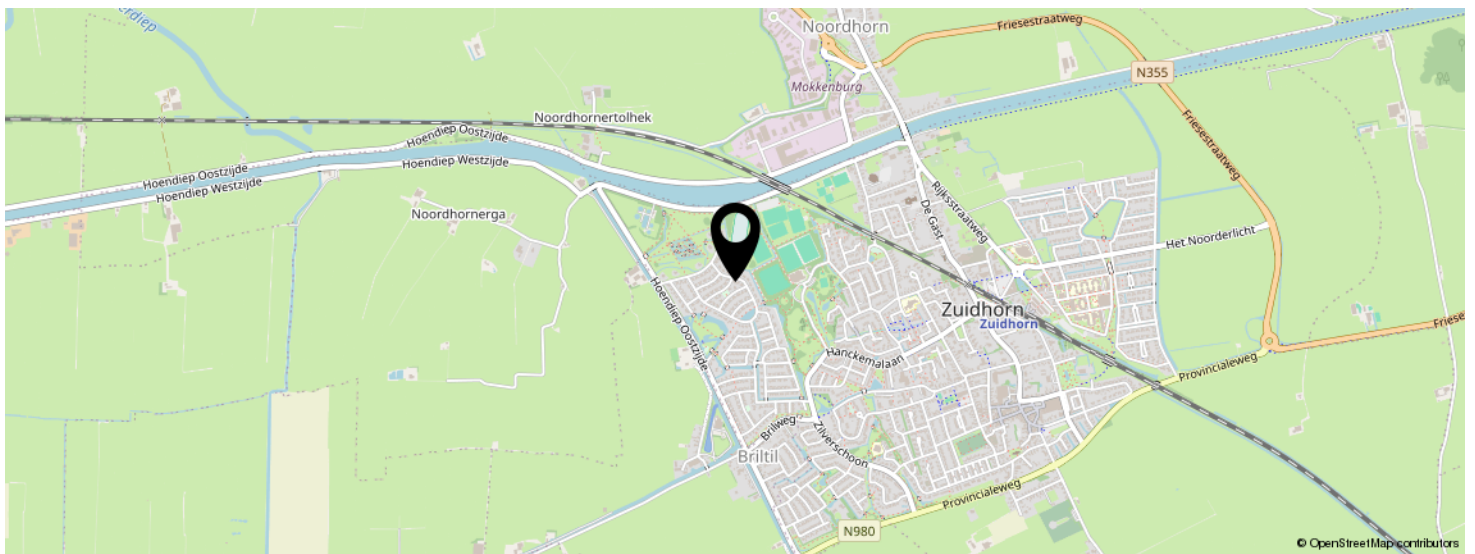 erdiep
Noordhorn
Friesestraatweg
N355
Mokkenburg
Noordhornertolhek
Hoendiep Oostzijde
Hoendiep Westzijde
Hoendiep Oostzijde
Hoendiep Westzijde
Friesestraatweg
Rijksstraatweg
De Gast
Noordhornerga
Het Noorderlicht
Hoendiep Oostzijde
Zuidhorn
Zuidhorn
Friese
Hanckemalaan
Provincialeweg
Brilweg
Zilverschoon
Briltil
Provincialeweg
N980
© OpenStreetMap contributors